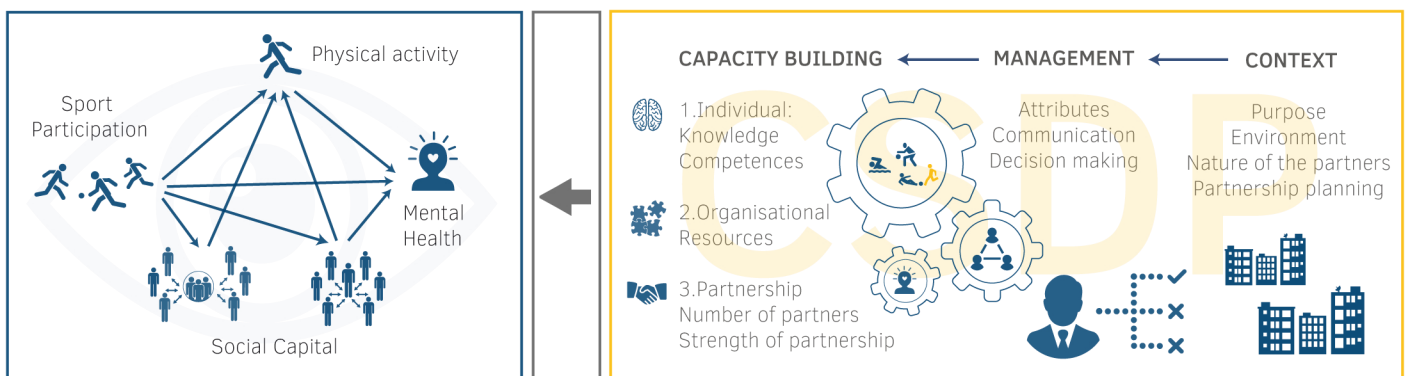 Physical activity
Sport
Participation
Mental
Health
Social Capital
CSDP
CAPACITY BUILDING
MANAGEMENT
CONTEXT
1.Individual:
Knowledge
Competences
2.Organisational
Resources
3.Partnership
Number of partners
Strength of partnership
Attributes
Communication
Decision making
Purpose
Environment
Nature of the partners
Partnership planning